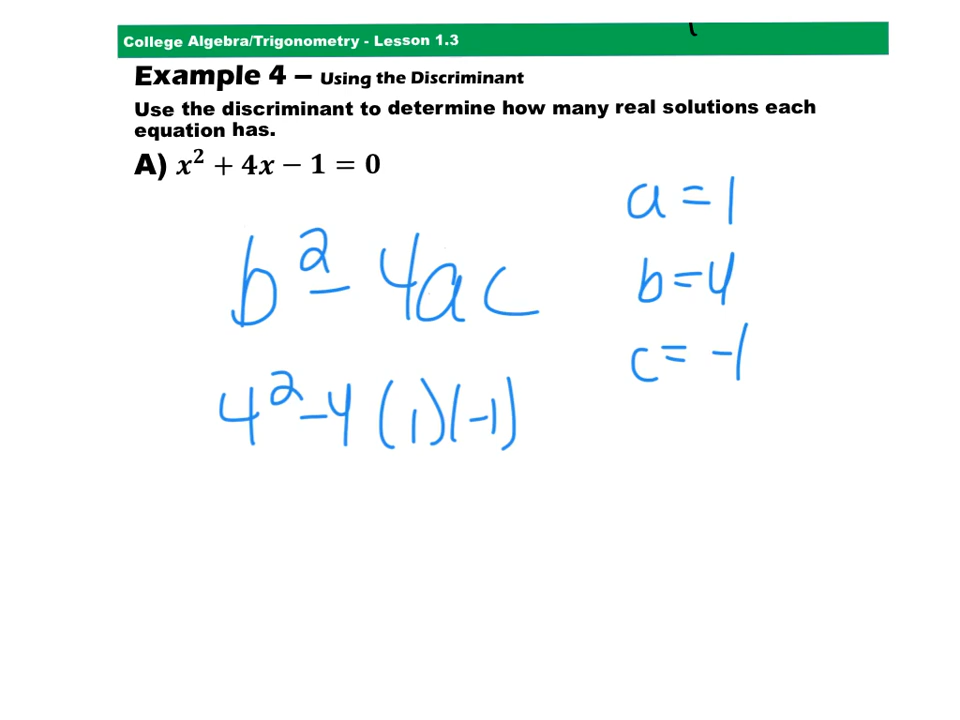 College Algebra/Trigonometry - Lesson 1.3
Example 4 – Using the Discriminant
Use the discriminant to determine how many real solutions each
equation has.
A) x² + 4x − 1 = 0
a = 1
b² - 4ac
b = 4
c = -1
4² - 4 (1)(-1)